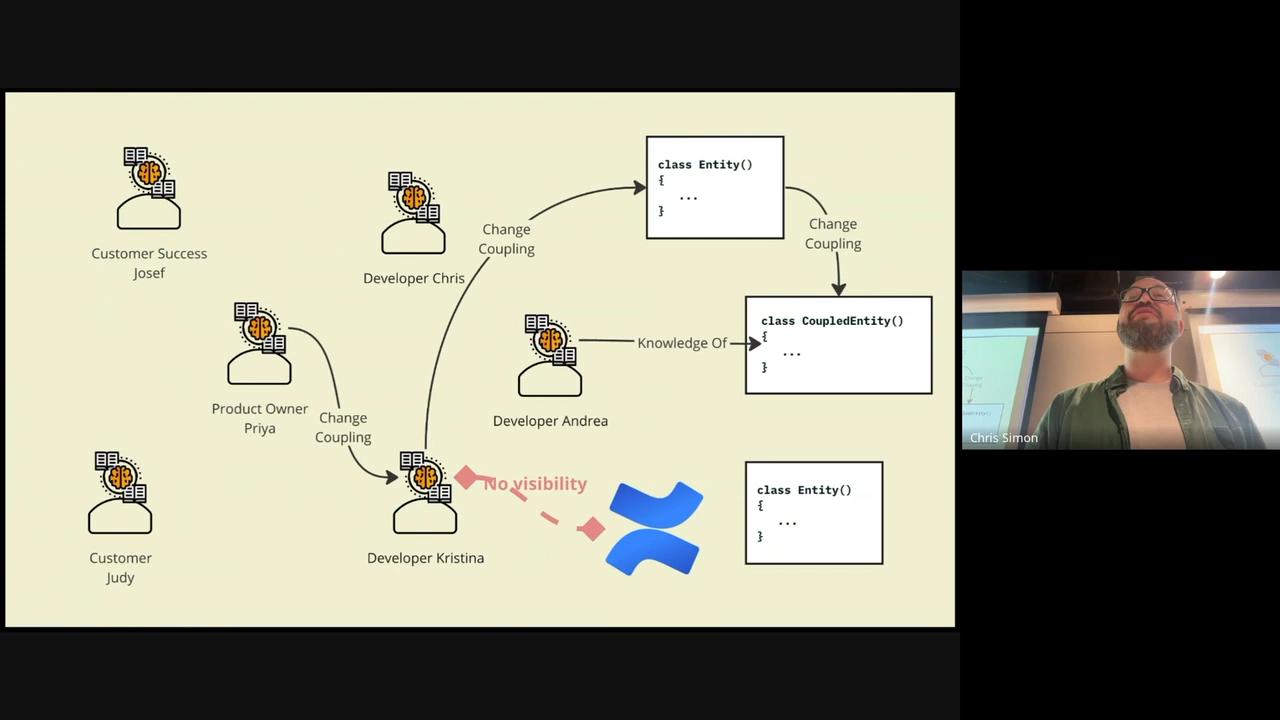 class Entity()
{
...
}
Customer Success
Josef
Developer Chris
Change
Coupling
Change
Coupling
class CoupledEntity()
{
...
}
Knowledge Of
Product Owner
Priya
Change
Coupling
Developer Andrea
No visibility
class Entity()
{
...
}
Customer
Judy
Developer Kristina
Chris Simon